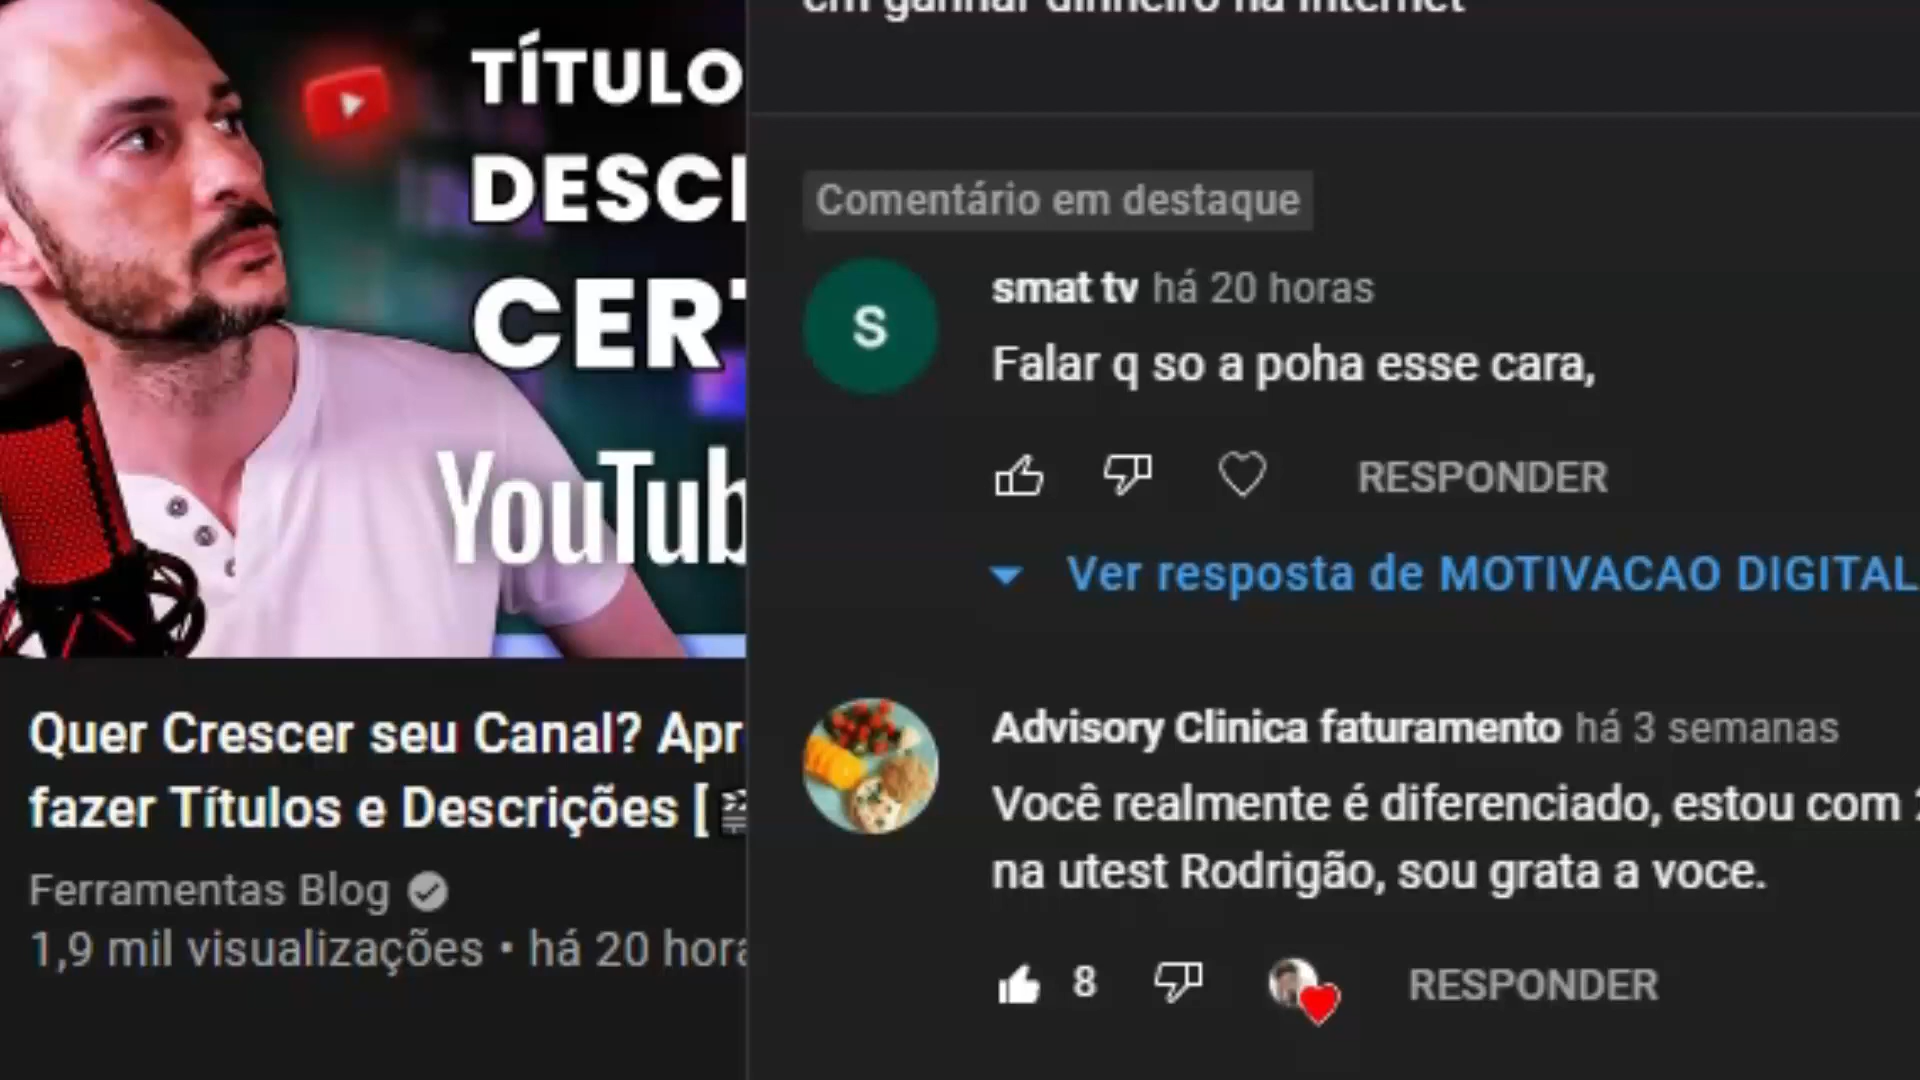 TÍTULO
DESC
CERT
YouTub
Quer Crescer seu Canal? Apr
fazer Títulos e Descrições [
Ferramentas Blog
1,9 mil visualizações • há 20 hora
em ganhar dinheiro na internet
Comentário em destaque
S
smat tv há 20 horas
Falar q so a poha esse cara,
RESPONDER
Ver resposta de MOTIVACAO DIGITAL
Advisory Clinica faturamento há 3 semanas
Você realmente é diferenciado, estou com
na utest Rodrigão, sou grata a voce.
8 RESPONDER